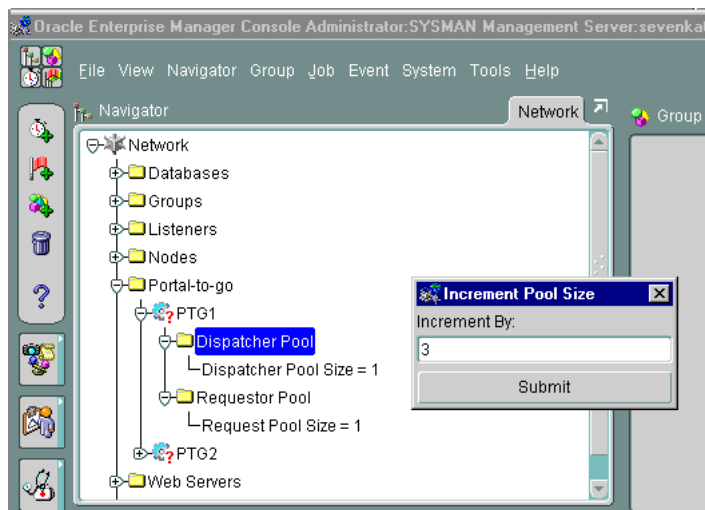 Oracle Enterprise Manager Console Administrator:SYSMAN Management Server:sevenka
File View Navigator Group Job Event System Tools Help
Navigator
Network
Group
Network
Databases
Groups
Listeners
Nodes
Portal-to-go
PTG1
Dispatcher Pool
Dispatcher Pool Size = 1
Requestor Pool
Request Pool Size = 1
PTG2
Web Servers
Increment Pool Size
Increment By:
3
Submit